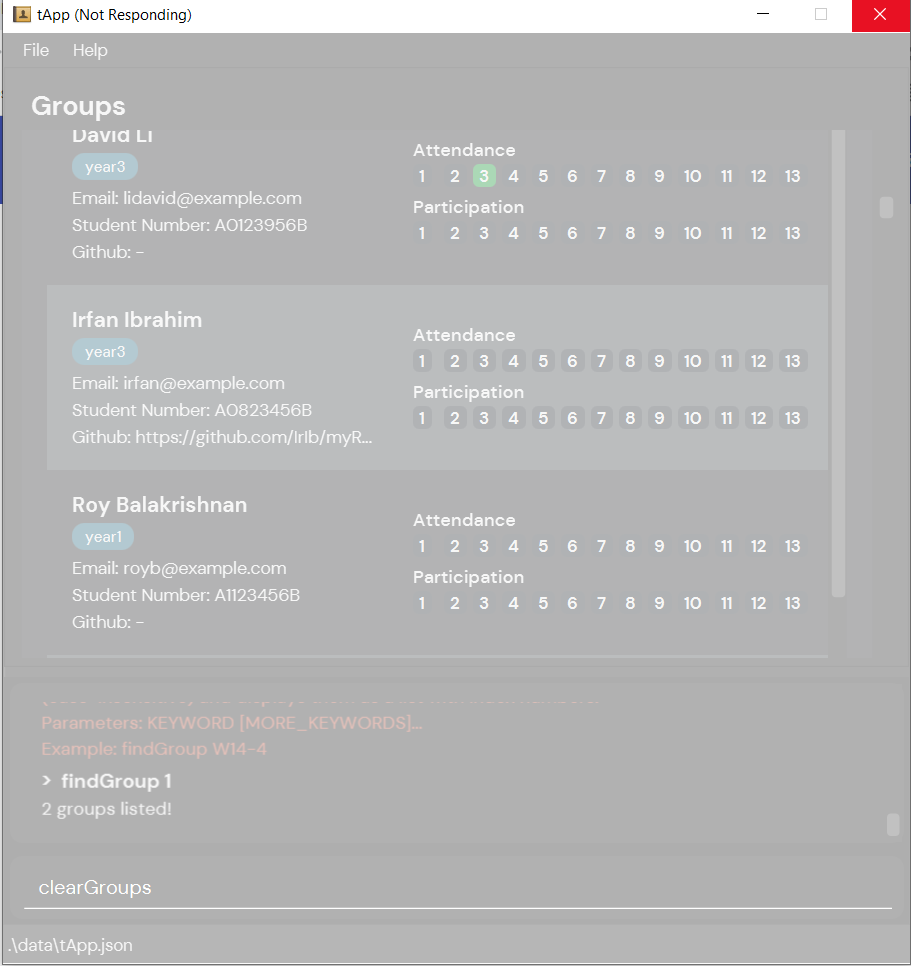 tApp (Not Responding)
File Help
Groups
David Li
year3
Email: lidavid@example.com
Student Number: A0123956B
Github: -
Attendance
1 2 3 4 5 6 7 8 9 10 11 12 13
Participation
1 2 3 4 5 6 7 8 9 10 11 12 13
Irfan Ibrahim
year3
Email: irfan@example.com
Student Number: A0823456B
Github: https://github.com/IrIb/myR...
Attendance
1 2 3 4 5 6 7 8 9 10 11 12 13
Participation
1 2 3 4 5 6 7 8 9 10 11 12 13
Roy Balakrishnan
year1
Email: royb@example.com
Student Number: A1123456B
Github: -
Attendance
1 2 3 4 5 6 7 8 9 10 11 12 13
Participation
1 2 3 4 5 6 7 8 9 10 11 12 13
Parameters: KEYWORD [MORE_KEYWORDS]...
Example: findGroup W14-4
> findGroup 1
2 groups listed!
clearGroups
.\data\tApp.json